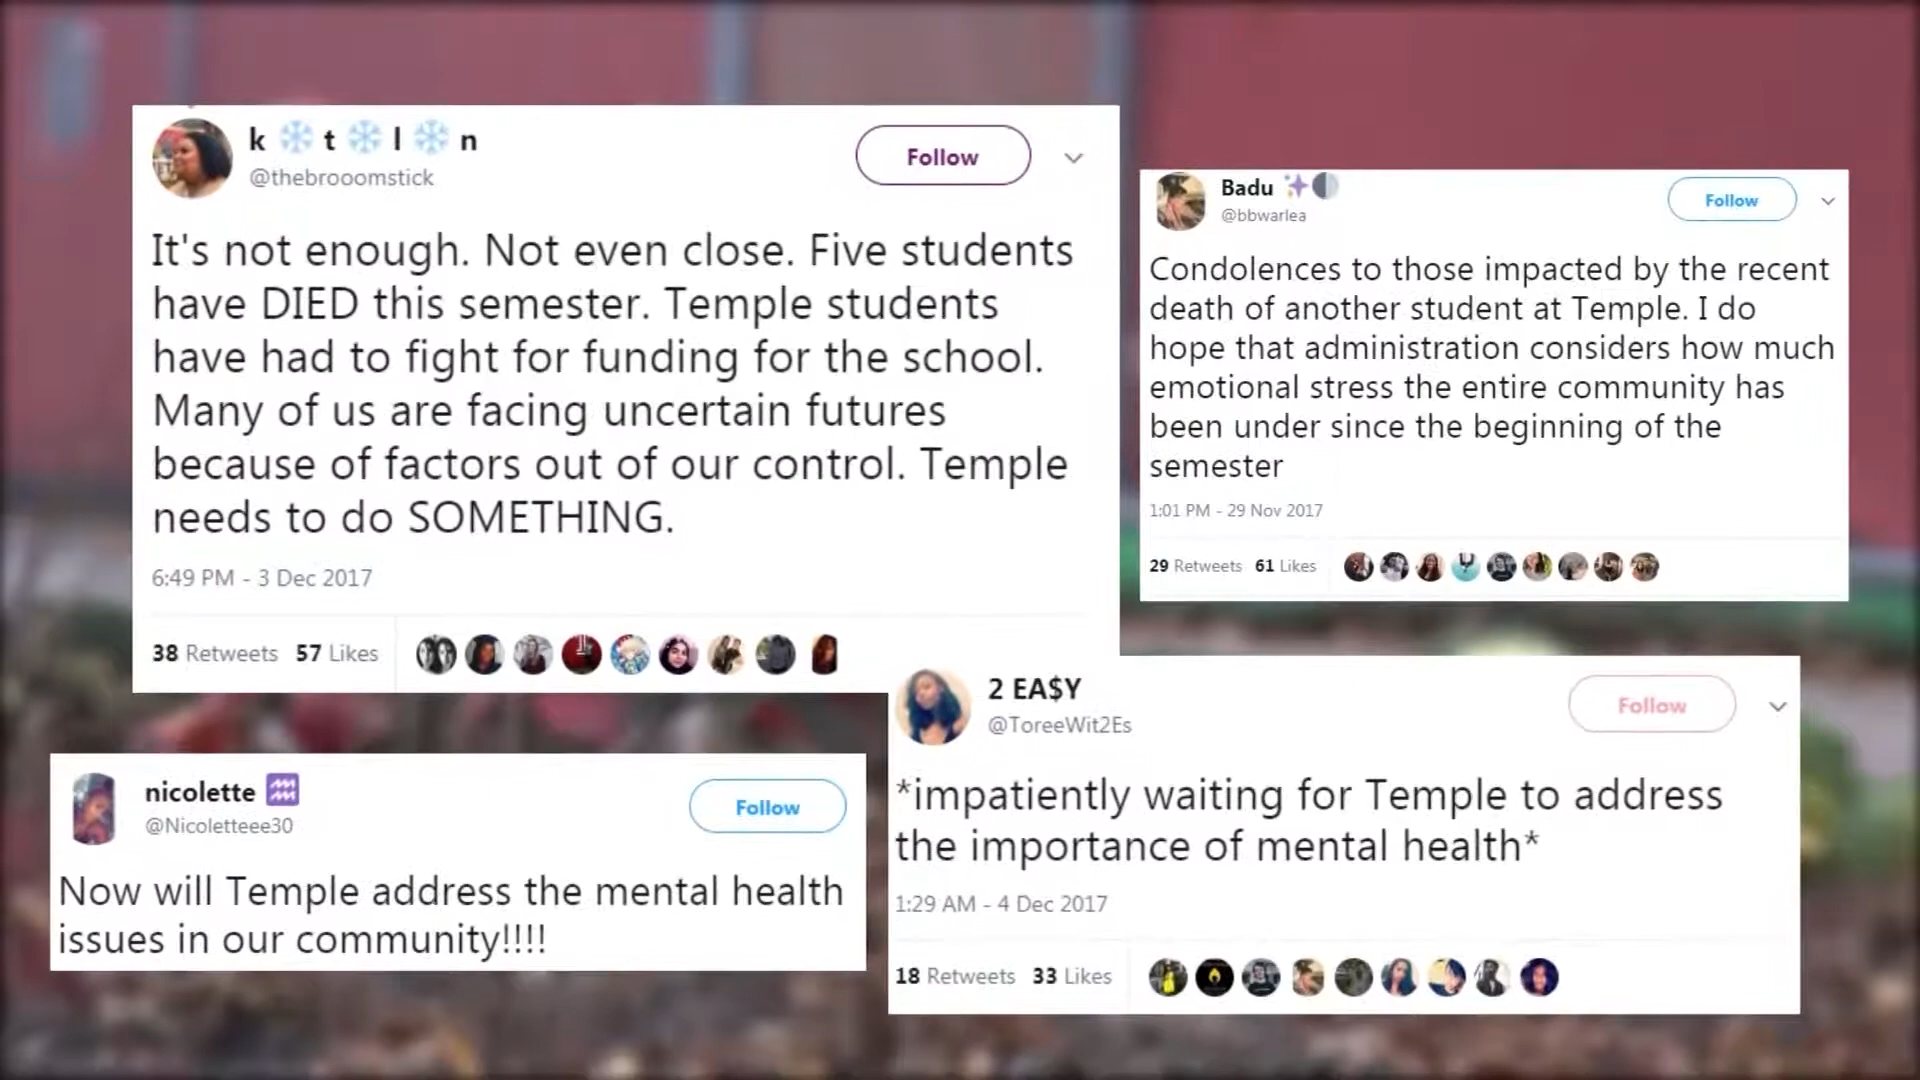 k ❄ t ❄ l ❄ n
@thebrooomstick
Follow
It's not enough. Not even close. Five students
have DIED this semester. Temple students
have had to fight for funding for the school.
Many of us are facing uncertain futures
because of factors out of our control. Temple
needs to do SOMETHING.
6:49 PM - 3 Dec 2017
38 Retweets 57 Likes
Badu ✨🌗
@bbwarlea
Follow
Condolences to those impacted by the recent
death of another student at Temple. I do
hope that administration considers how much
emotional stress the entire community has
been under since the beginning of the
semester
1:01 PM - 29 Nov 2017
29 Retweets 61 Likes
nicolette ♒
@Nicoletteee30
Follow
Now will Temple address the mental health
issues in our community!!!!
2 EA$Y
@ToreeWit2Es
Follow
*impatiently waiting for Temple to address
the importance of mental health*
1:29 AM - 4 Dec 2017
18 Retweets 33 Likes